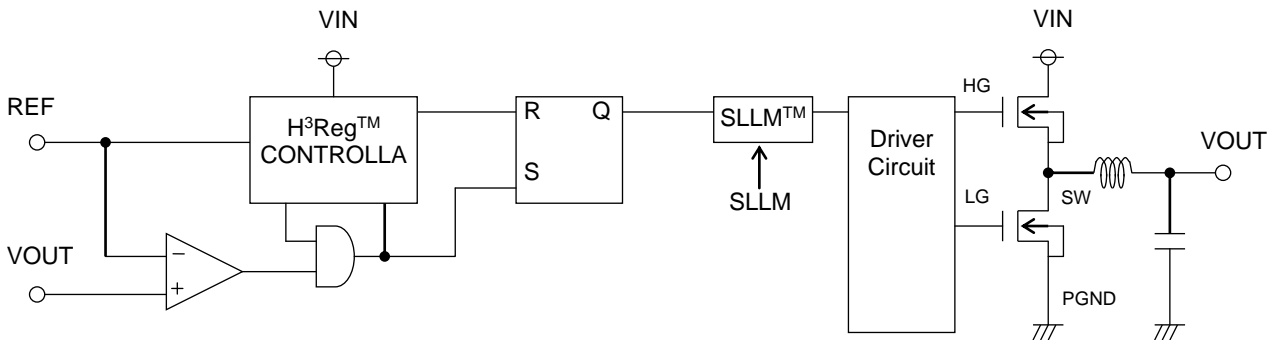 VIN
VIN
REF
H³Reg™
CONTROLLA
R
Q
SLLM™
HG
Driver
Circuit
VOUT
S
SLLM
LG
SW
VOUT
−
+
PGND